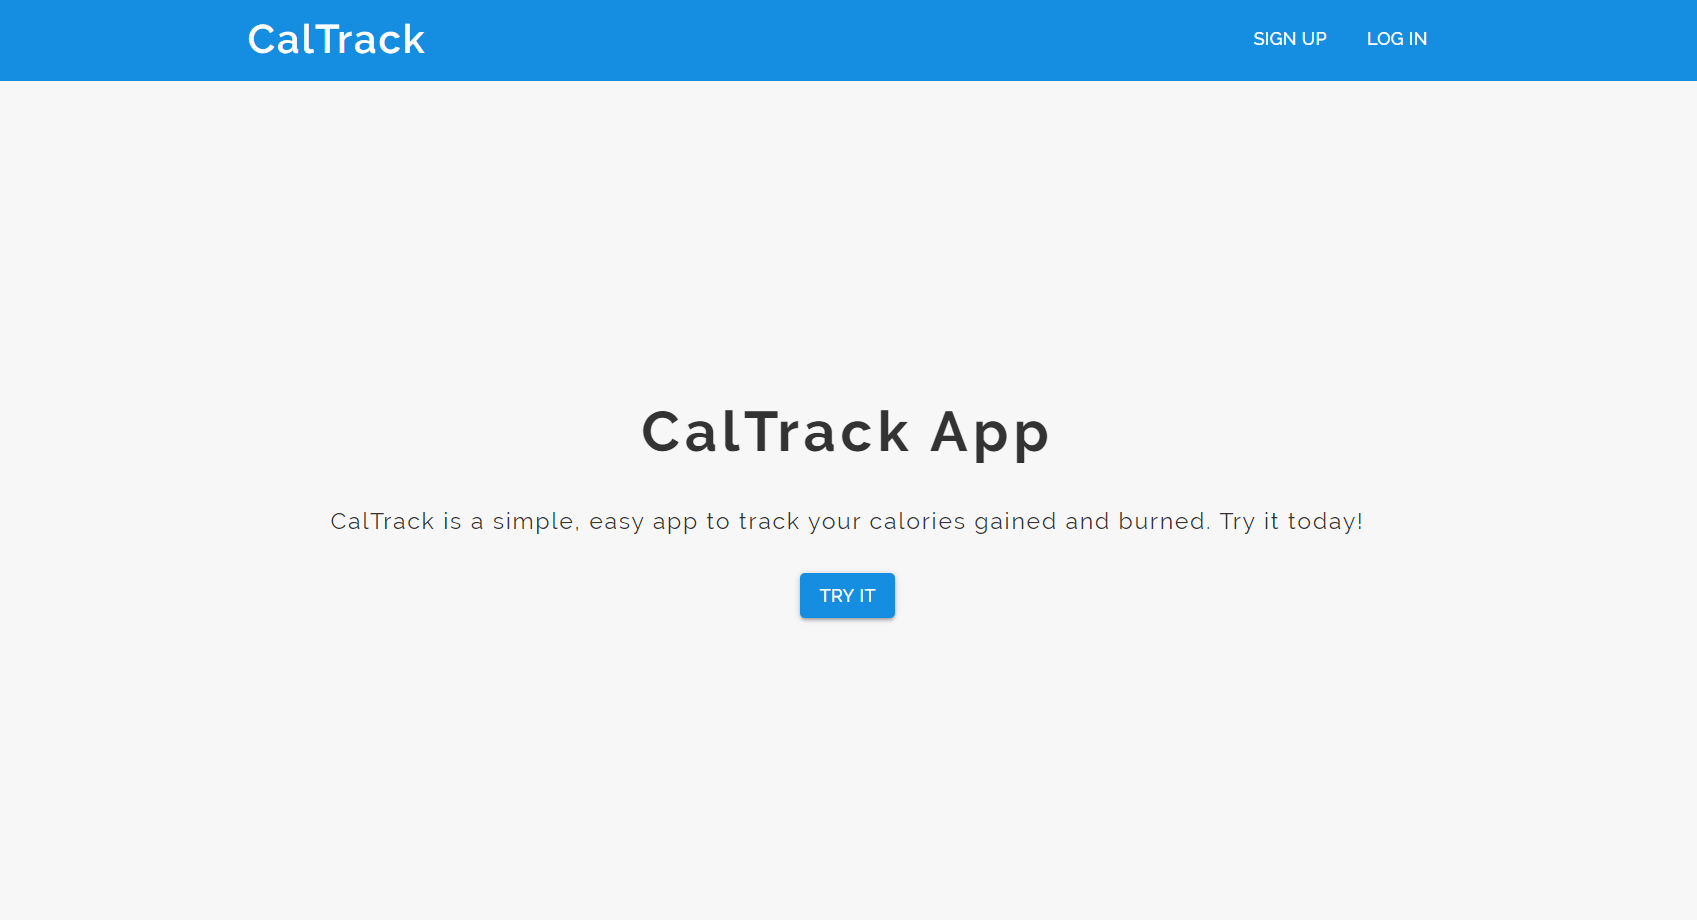 CalTrack
SIGN UP
LOG IN
CalTrack App
CalTrack is a simple, easy app to track your calories gained and burned. Try it today!
TRY IT